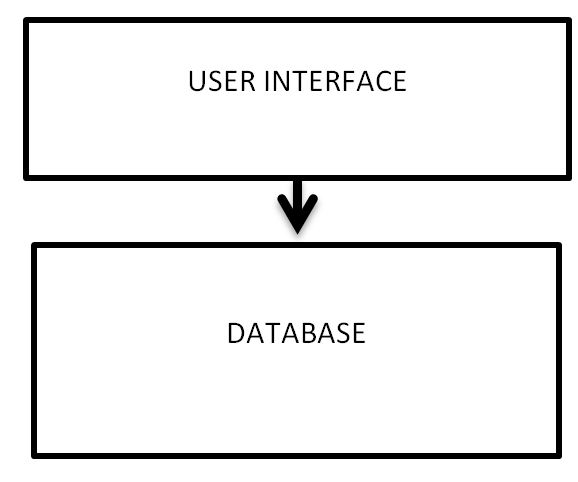 USER INTERFACE
DATABASE